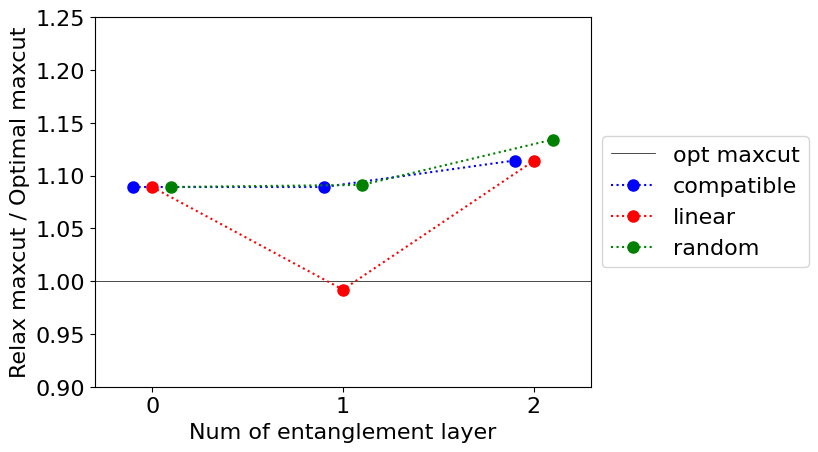 Relax maxcut / Optimal maxcut
1.25
1.20
1.15
1.10
1.05
1.00
0.95
0.90
0 1 2
Num of entanglement layer
opt maxcut
compatible
linear
random